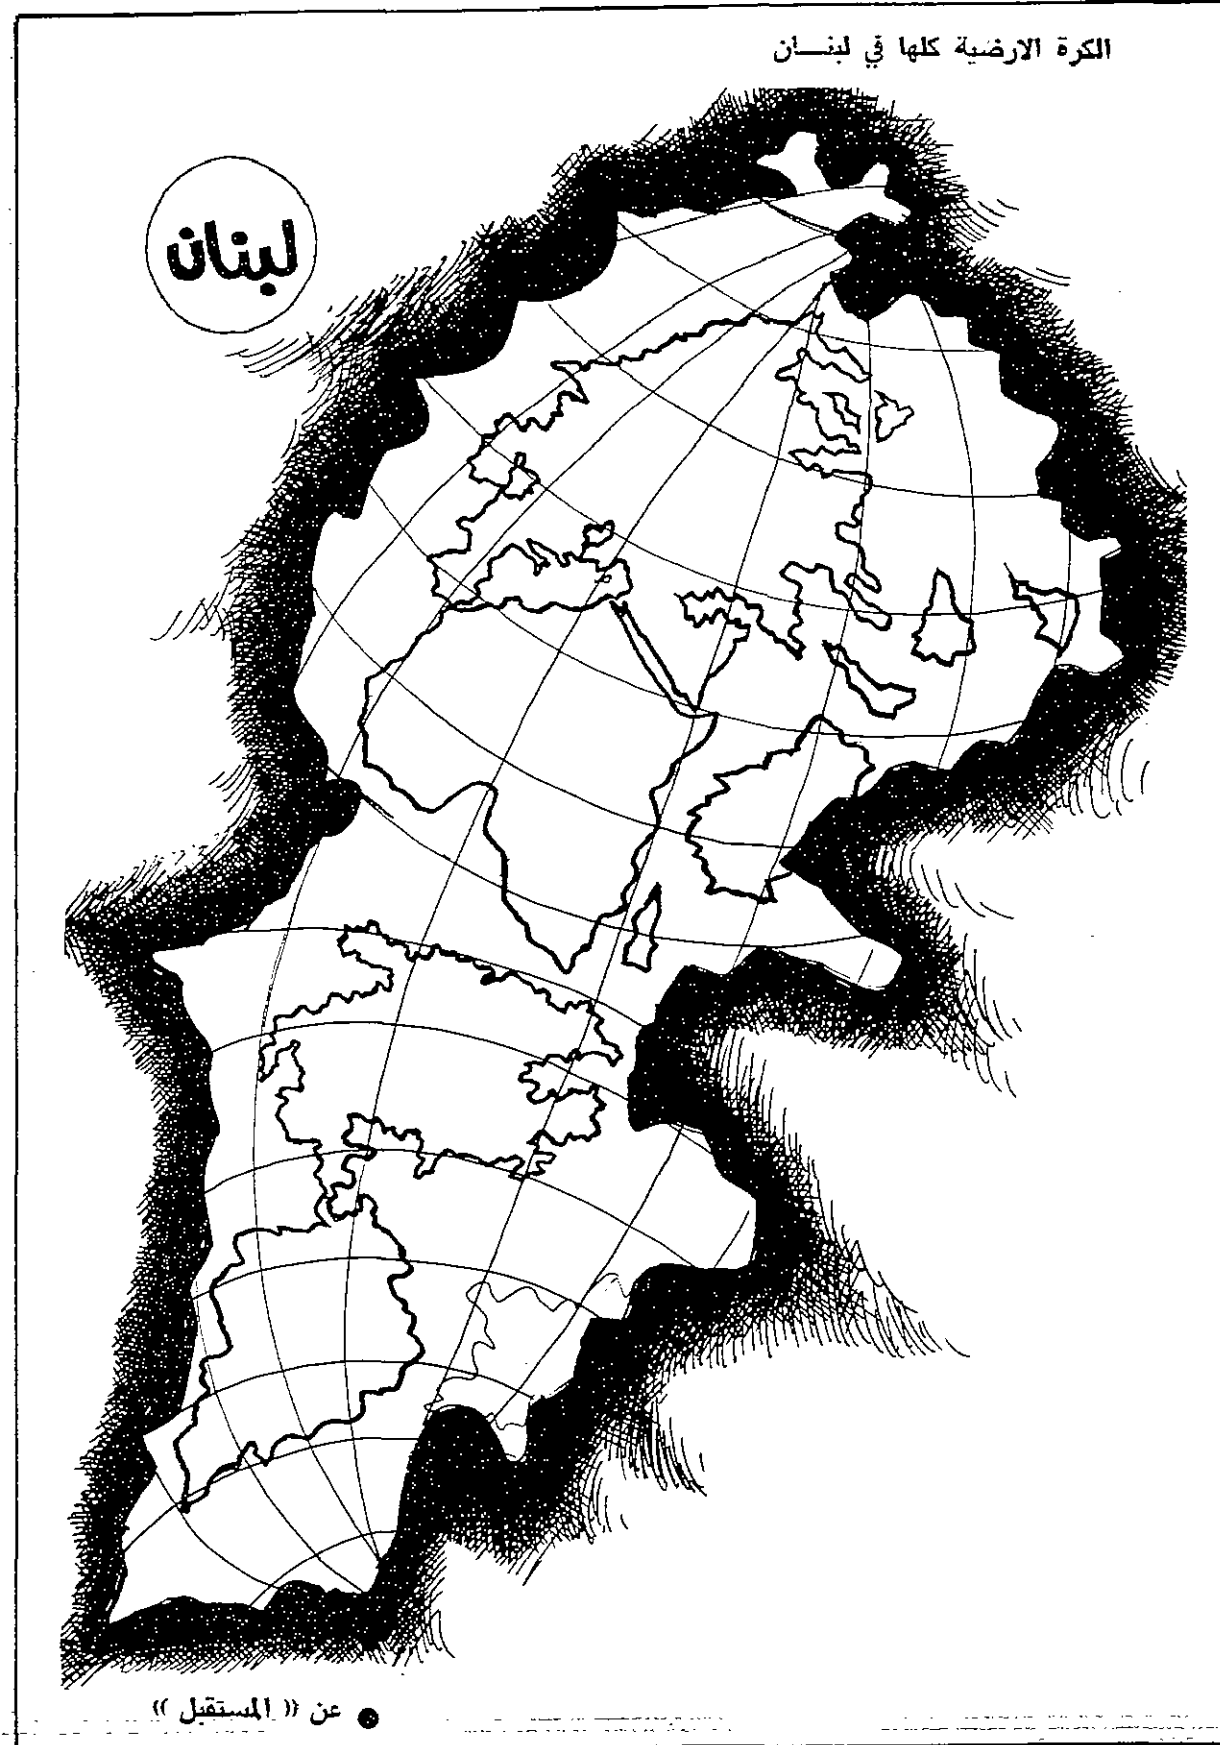 الكرة الارضية كلها في لبنـــان
لبنان
عن (( المستقبل ))